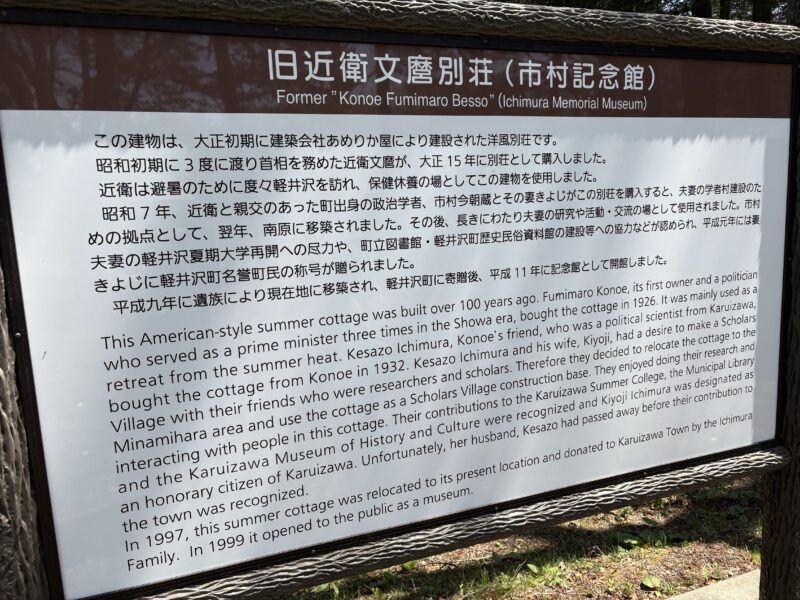 旧近衛文麿別荘（市村記念館）
Former "Konoe Fumimaro Besso" (Ichimura Memorial Museum)
この建物は、大正初期に建築会社あめりか屋により建設された洋風別荘です。
昭和初期に3度に渡り首相を務めた近衛文麿が、大正15年に別荘として購入しました。
近衛は避暑のために度々軽井沢を訪れ、保健休養の場としてこの建物を使用しました。
昭和7年、近衛と親交のあった町出身の政治学者、市村今朝蔵とその妻きよじがこの別荘を購入すると、夫妻の学者村建設のた
めの拠点として、翌年、南原に移築されました。その後、長きにわたり夫妻の研究や活動・交流の場として使用されました。市村
夫妻の軽井沢夏期大学再開への尽力や、町立図書館・軽井沢町歴史民俗資料館の建設等への協力などが認められ、平成元年には妻
きよじに軽井沢町名誉町民の称号が贈られました。
平成九年に遺族により現在地に移築され、軽井沢町に寄贈後、平成11年に記念館として開館しました。
This American-style summer cottage was built over 100 years ago. Fumimaro Konoe, its first owner and a politician
who served as a prime minister three times in the Showa era, bought the cottage in 1926. It was mainly used as a
retreat from the summer heat. Kesazo Ichimura, Konoe's friend, who was a political scientist from Karuizawa,
bought the cottage from Konoe in 1932. Kesazo Ichimura and his wife, Kiyoji, had a desire to make a Scholars
Village with their friends who were researchers and scholars. Therefore they decided to relocate the cottage to the
Minamihara area and use the cottage as a Scholars Village construction base. They enjoyed doing their research and
interacting with people in this cottage. Their contributions to the Karuizawa Summer College, the Municipal Library
and the Karuizawa Museum of History and Culture were recognized and Kiyoji Ichimura was designated as
an honorary citizen of Karuizawa. Unfortunately, her husband, Kesazo had passed away before their contribution to
the town was recognized.
In 1997, this summer cottage was relocated to its present location and donated to Karuizawa Town by the Ichimura
Family. In 1999 it opened to the public as a museum.